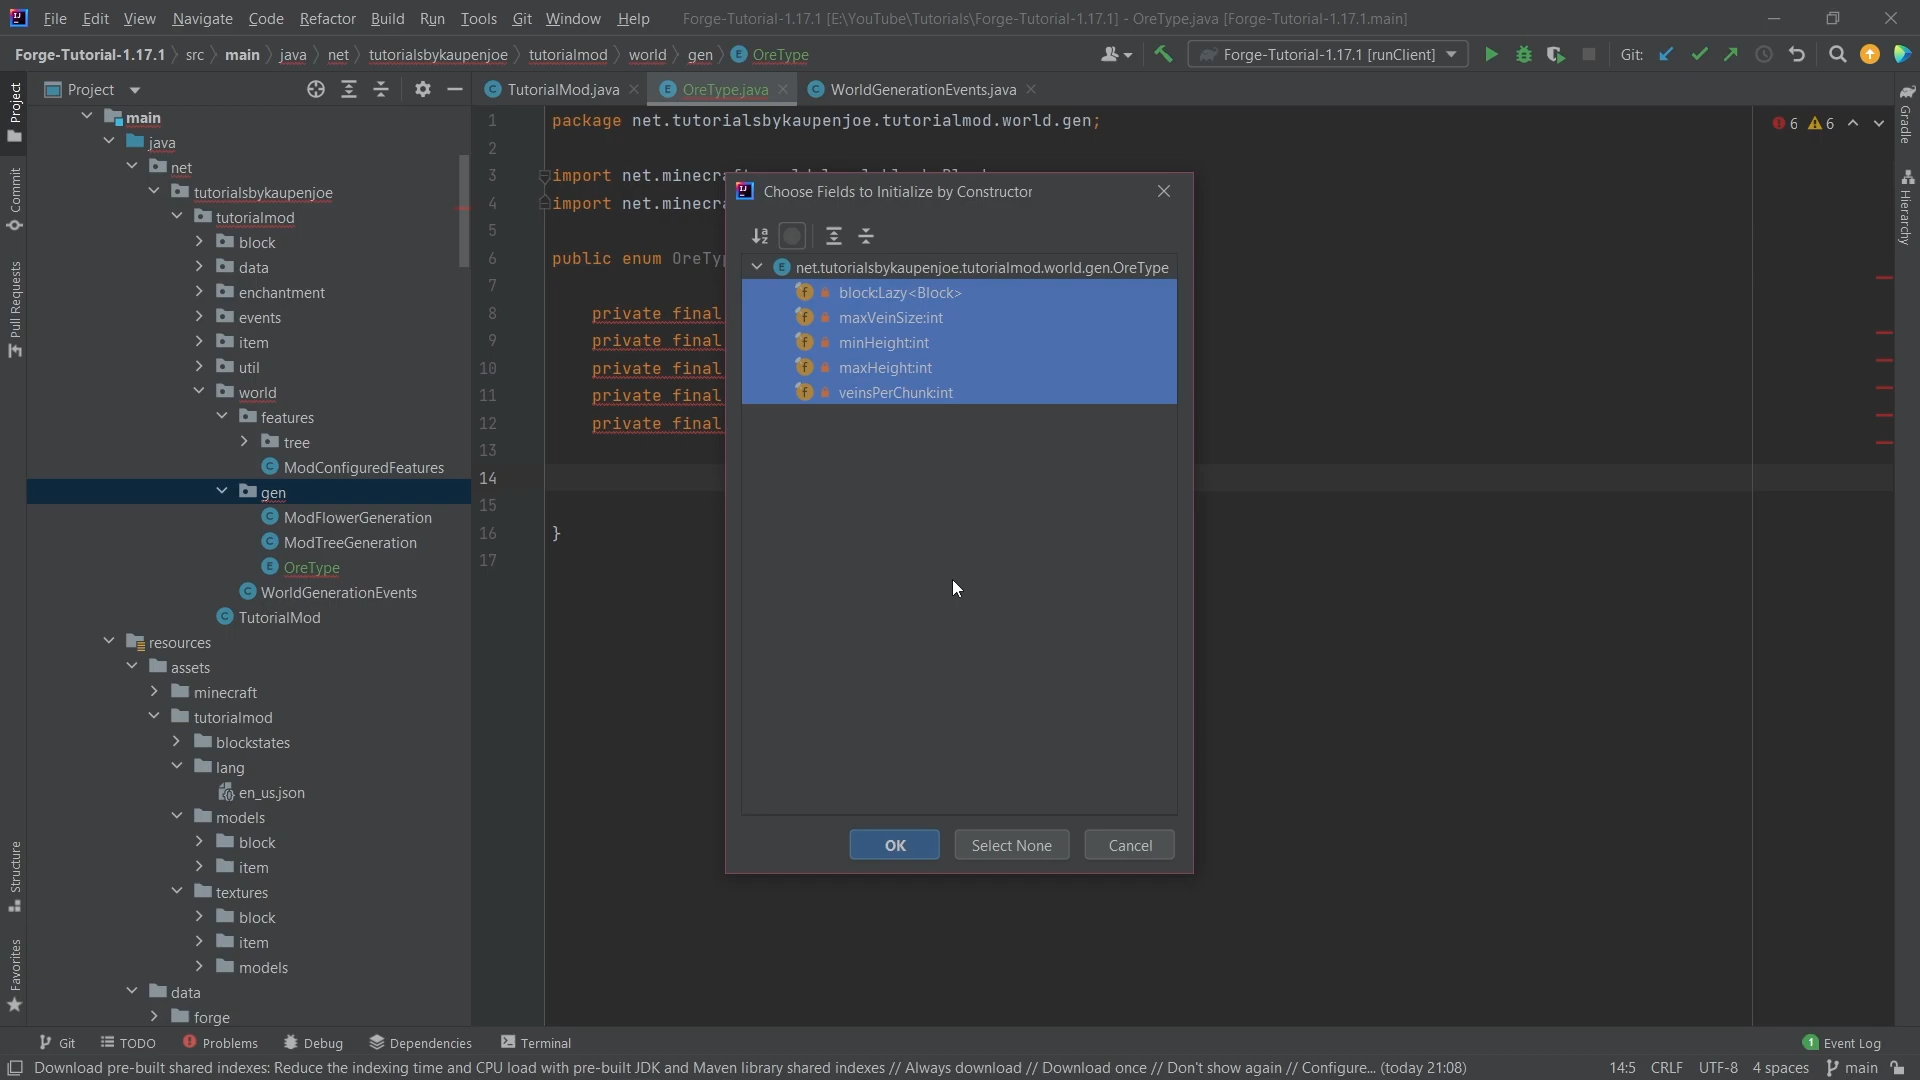 File Edit View Navigate Code Refactor Build Run Tools Git Window Help Forge-Tutorial-1.17.1 [E:\YouTube\Tutorials\Forge-Tutorial-1.17.1] - OreType.java [Forge-Tutorial-1.17.1.main]
Forge-Tutorial-1.17.1 src main java net tutorialsbykaupenjoe tutorialmod world gen OreType Forge-Tutorial-1.17.1 [runClient] Git:
Project
TutorialMod.java OreType.java WorldGenerationEvents.java
Project
Commit
Pull Requests
Structure
Favorites
Gradle
Hierarchy
main
java
net
tutorialsbykaupenjoe
tutorialmod
block
data
enchantment
events
item
util
world
features
tree
ModConfiguredFeatures
gen
ModFlowerGeneration
ModTreeGeneration
OreType
WorldGenerationEvents
TutorialMod
resources
assets
minecraft
tutorialmod
blockstates
lang
en_us.json
models
block
item
textures
block
item
models
data
forge
6 6
1 package net.tutorialsbykaupenjoe.tutorialmod.world.gen;
2
3 import net.minecra
4 import net.minecra
5
6 public enum OreTy
7
8 private final
9 private final
10 private final
11 private final
12 private final
13
14
15
16 }
17
Choose Fields to Initialize by Constructor
net.tutorialsbykaupenjoe.tutorialmod.world.gen.OreType
block:Lazy<Block>
maxVeinSize:int
minHeight:int
maxHeight:int
veinsPerChunk:int
OK Select None Cancel
Git TODO Problems Debug Dependencies Terminal 1 Event Log
Download pre-built shared indexes: Reduce the indexing time and CPU load with pre-built JDK and Maven library shared indexes // Always download // Download once // Don't show again // Configure... (today 21:08) 14:5 CRLF UTF-8 4 spaces main